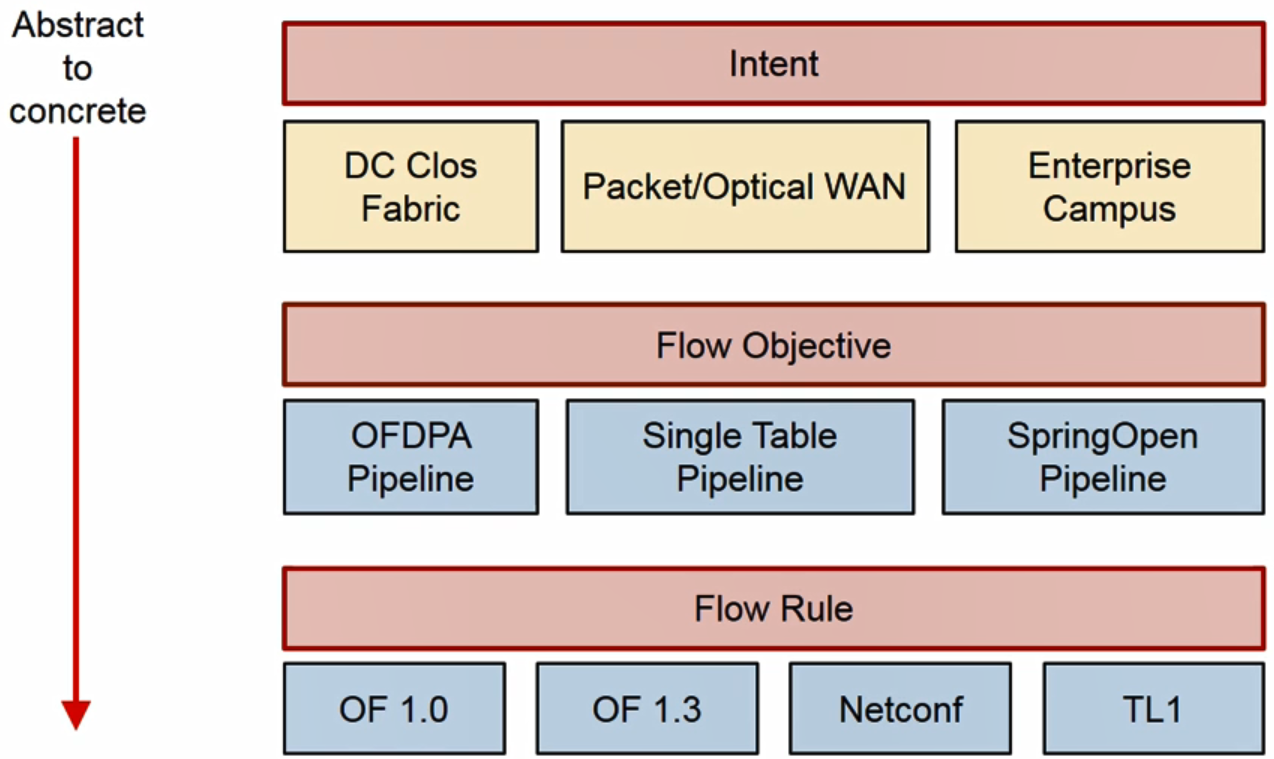 Abstract
to
concrete
Intent
DC Clos
Fabric
Packet/Optical WAN
Enterprise
Campus
Flow Objective
OFDPA
Pipeline
Single Table
Pipeline
SpringOpen
Pipeline
Flow Rule
OF 1.0
OF 1.3
Netconf
TL1